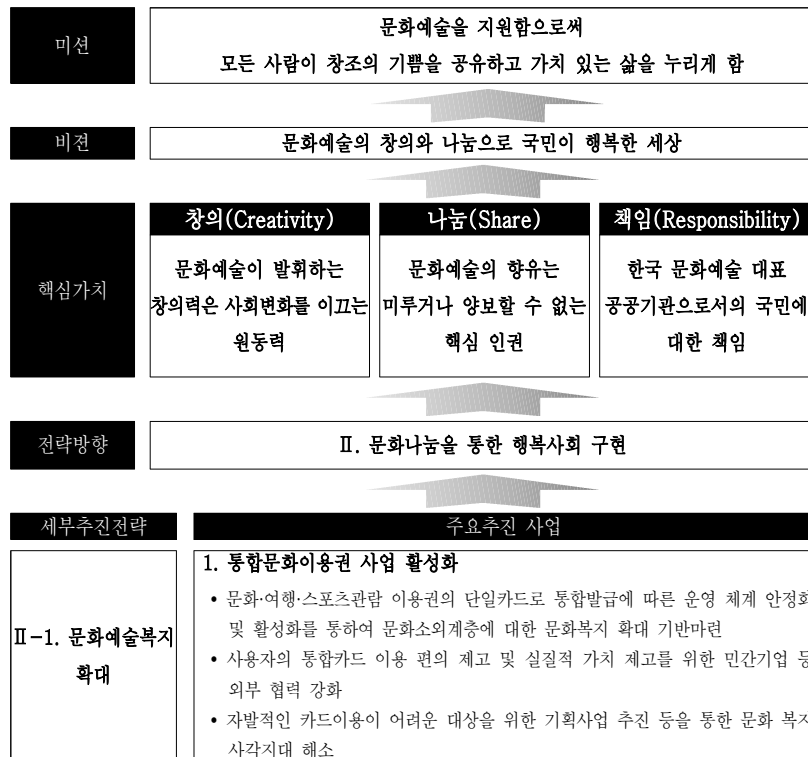 미션
문화예술을 지원함으로써
모든 사람이 창조의 기쁨을 공유하고 가치 있는 삶을 누리게 함
비견
문화예술의 창의와 나눔으로 국민이 행복한 세상
핵심가치
창의(Creativity)
문화예술이 발휘하는
창의력은 사회변화를 이끄는
원동력
나눔(Share)
문화예술의 향유는
미루거나 양보할 수 없는
핵심 인권
책임(Responsibility)
한국 문화예술 대표
공공기관으로서의 국민에
대한 책임
전략방향
Ⅱ. 문화나눔을 통한 행복사회 구현
세부추진전략
주요추진 사업
Ⅱ-1. 문화예술복지
확대
1. 통합문화이용권 사업 활성화
• 문화·여행·스포츠관람 이용권의 단일카드로 통합발급에 따른 운영 체계 안정화
및 활성화를 통하여 문화소외계층에 대한 문화복지 확대 기반마련
• 사용자의 통합카드 이용 편의 제고 및 실질적 가치 제고를 위한 민간기업 등
외부 협력 강화
• 자발적인 카드이용이 어려운 대상을 위한 기획사업 추진 등을 통한 문화 복지
사각지대 해소